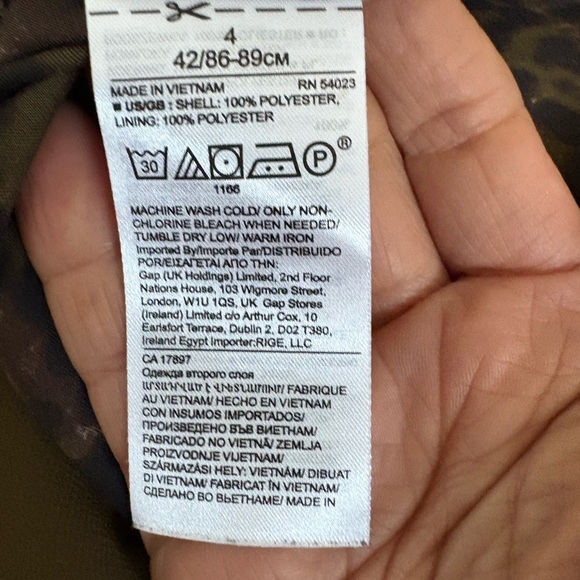 4
42/86-89CM
MADE IN VIETNAM RN 54023
■ US/GB : SHELL: 100% POLYESTER,
LINING: 100% POLYESTER
30 P ®
1166
MACHINE WASH COLD/ ONLY NON-
CHLORINE BLEACH WHEN NEEDED/
TUMBLE DRY LOW/ WARM IRON
Imported By/Importe Par/DISTRIBUIDO
POR/ΕΙΣΑΓΕΤΑΙ ΑΠΟ ΤΗΝ:
Gap (UK Holdings) Limited, 2nd Floor
Nations House, 103 Wigmore Street,
London, W1U 1QS, UK Gap Stores
(Ireland) Limited c/o Arthur Cox, 10
Earlsfort Terrace, Dublin 2, D02 T380,
Ireland Egypt Importer:RIGE, LLC
CA 17897
Одежда второго слоя
ԱՐՏԱԴՐՎԱԾ Է ՎԻԵՏՆԱՄՈՒՄ/ FABRIQUE
AU VIETNAM/ HECHO EN VIETNAM
CON INSUMOS IMPORTADOS/
ПРОИЗВЕДЕНО ВЪВ ВИЕТНАМ/
FABRICADO NO VIETNÃ/ ZEMLJA
PROIZVODNJE VIJETNAM/
SZÁRMAZÁSI HELY: VIETNÁM/ DIBUAT
DI VIETNAM/ FABRICAT ÎN VIETNAM/
СДЕЛАНО ВО ВЬЕТНАМЕ/ MADE IN